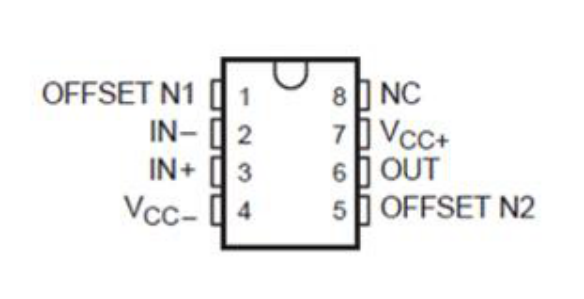 OFFSET N1 1 8 NC
IN− 2 7 VCC+
IN+ 3 6 OUT
VCC− 4 5 OFFSET N2